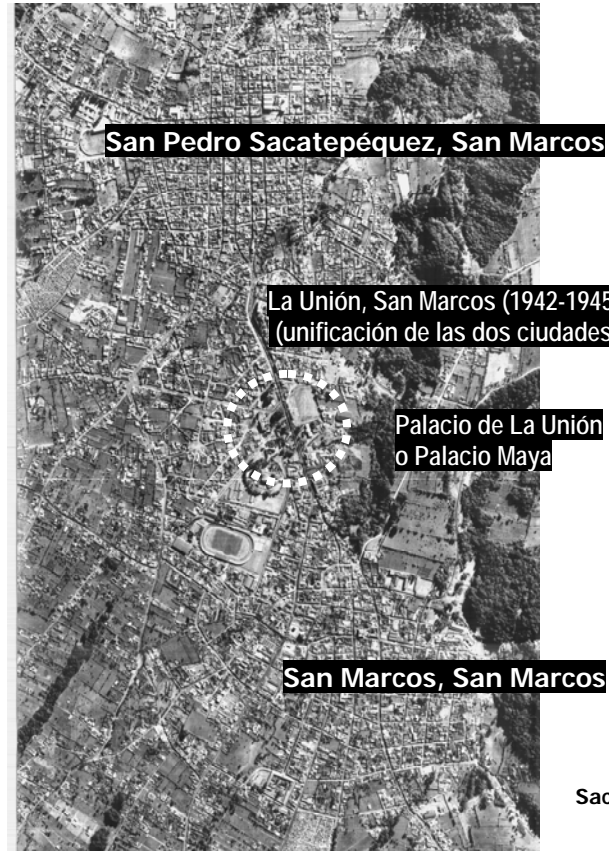 San Pedro Sacatepéquez, San Marcos
La Unión, San Marcos (1942-1945
(unificación de las dos ciudades
Palacio de La Unión
o Palacio Maya
San Marcos, San Marcos
Sac